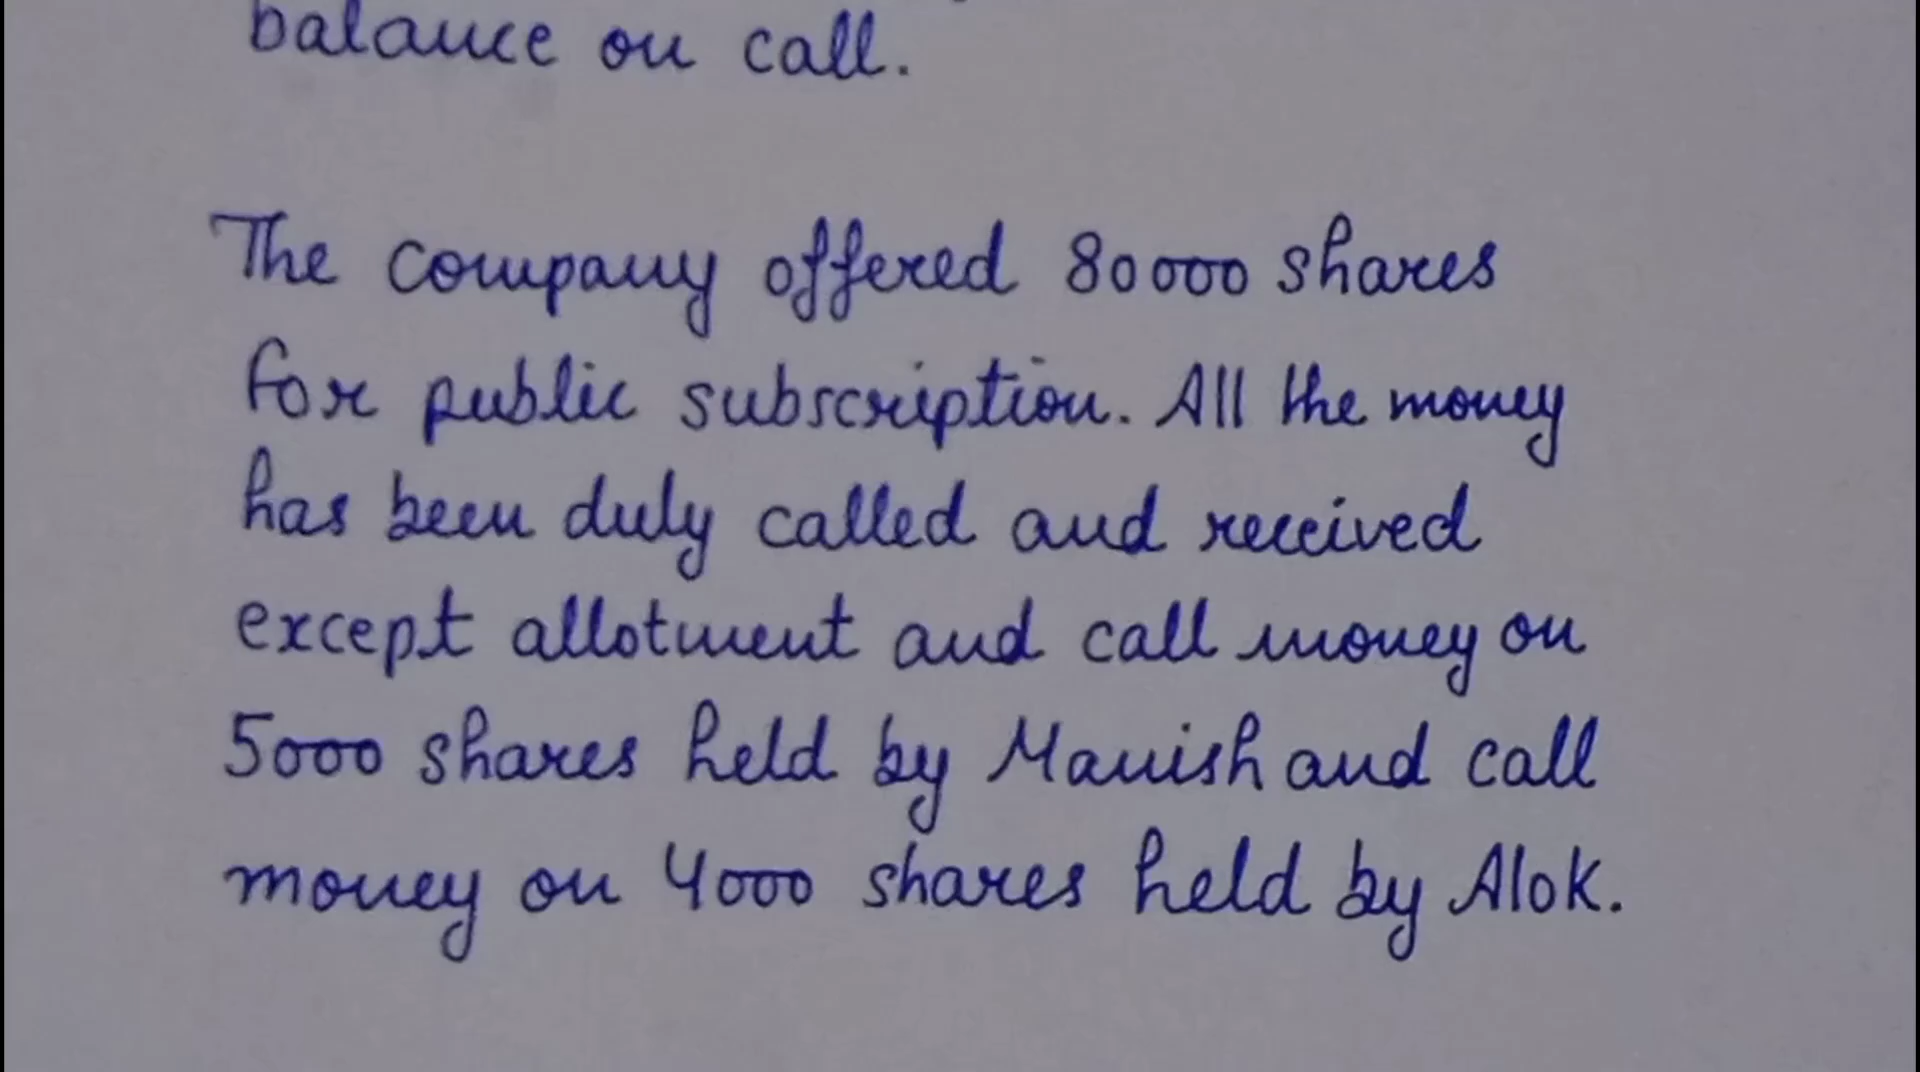 balance on call.
The company offered 80000 shares
for public subscription. All the money
has been duly called and received
except allotment and call money on
5000 shares held by Manish and call
money on 4000 shares held by Alok.